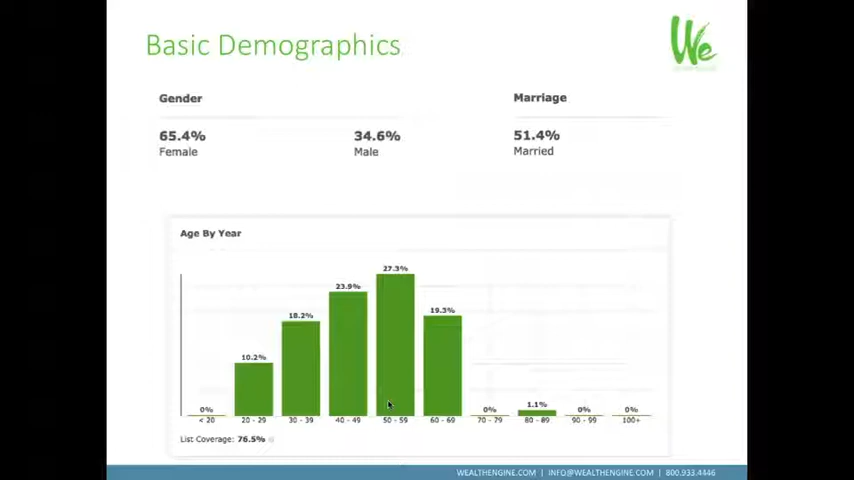 Basic Demographics
We
Gender
Marriage
65.4%
34.6%
51.4%
Female
Male
Married
Age By Year
27.3%
23.9%
19.3%
18.2%
10.2%
0%
0%
1.1%
0%
0%
< 20
20 - 29
30 - 39
40 - 49
50 - 59
60 - 69
70 - 79
80 - 89
90 - 99
100+
List Coverage: 76.5%
WEALTHENGINE.COM | INFO@WEALTHENGINE.COM | 800.933.4446